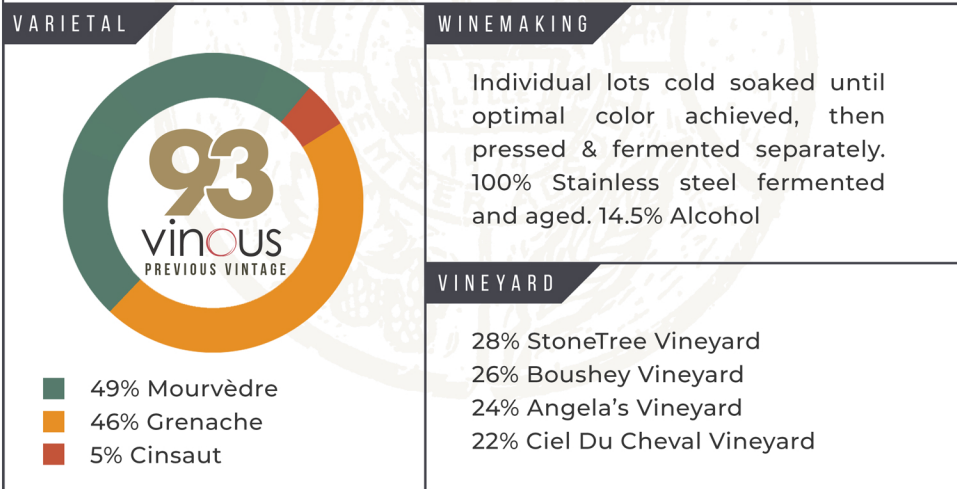 VARIETAL
93
vinous
PREVIOUS VINTAGE
49% Mourvèdre
46% Grenache
5% Cinsaut
WINEMAKING
Individual lots cold soaked until
optimal color achieved, then
pressed & fermented separately.
100% Stainless steel fermented
and aged. 14.5% Alcohol
VINEYARD
28% StoneTree Vineyard
26% Boushey Vineyard
24% Angela’s Vineyard
22% Ciel Du Cheval Vineyard